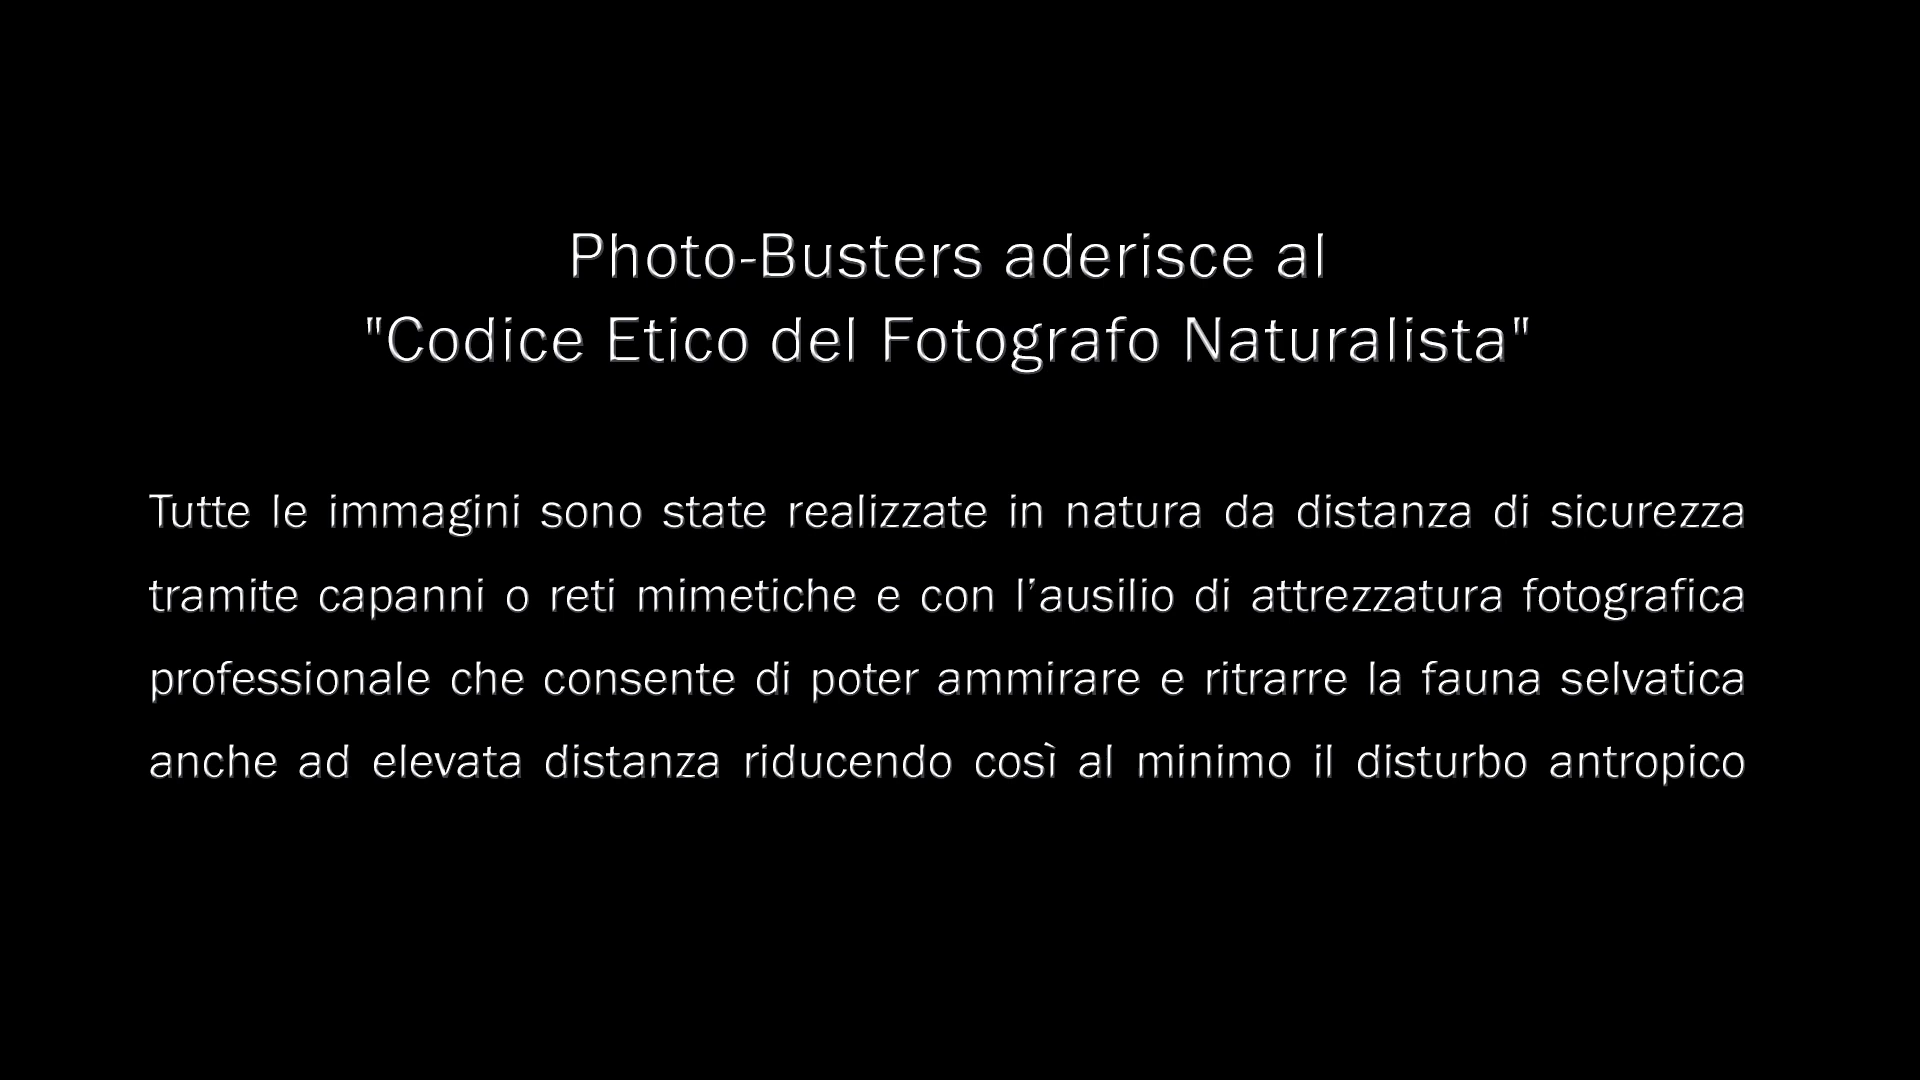 Photo-Busters aderisce al
"Codice Etico del Fotografo Naturalista"
Tutte le immagini sono state realizzate in natura da distanza di sicurezza
tramite capanni o reti mimetiche e con l’ausilio di attrezzatura fotografica
professionale che consente di poter ammirare e ritrarre la fauna selvatica
anche ad elevata distanza riducendo così al minimo il disturbo antropico